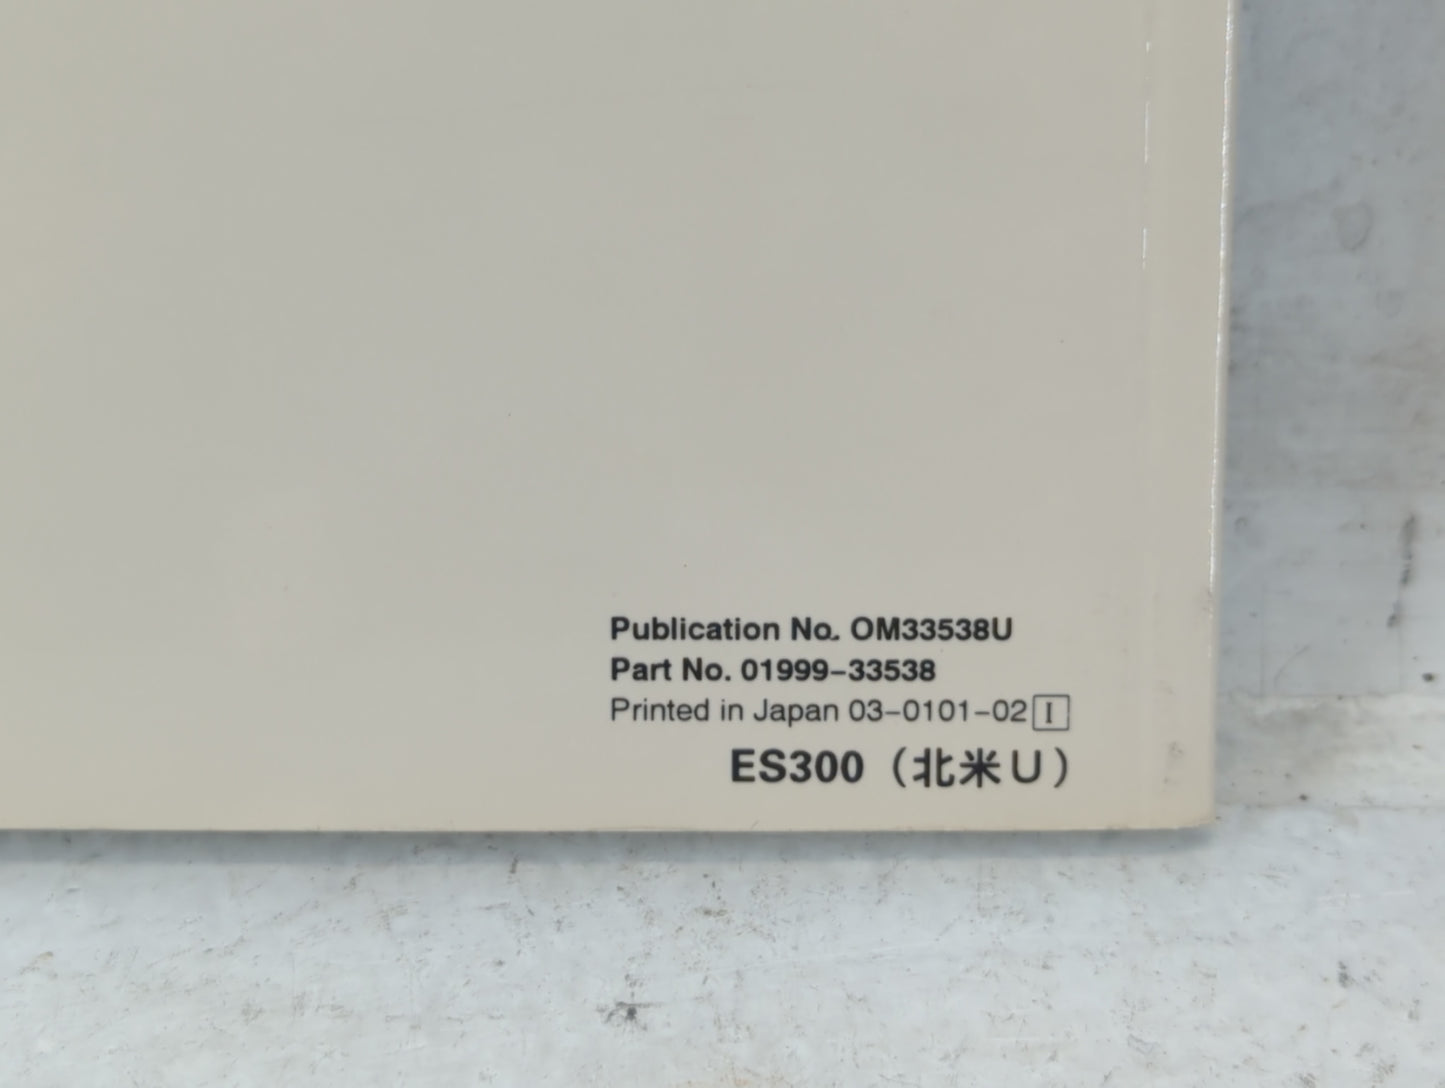 Publication No. OM33538U
Part No. 01999-33538
Printed in Japan 03-0101-02 I
ES300 (北米U)